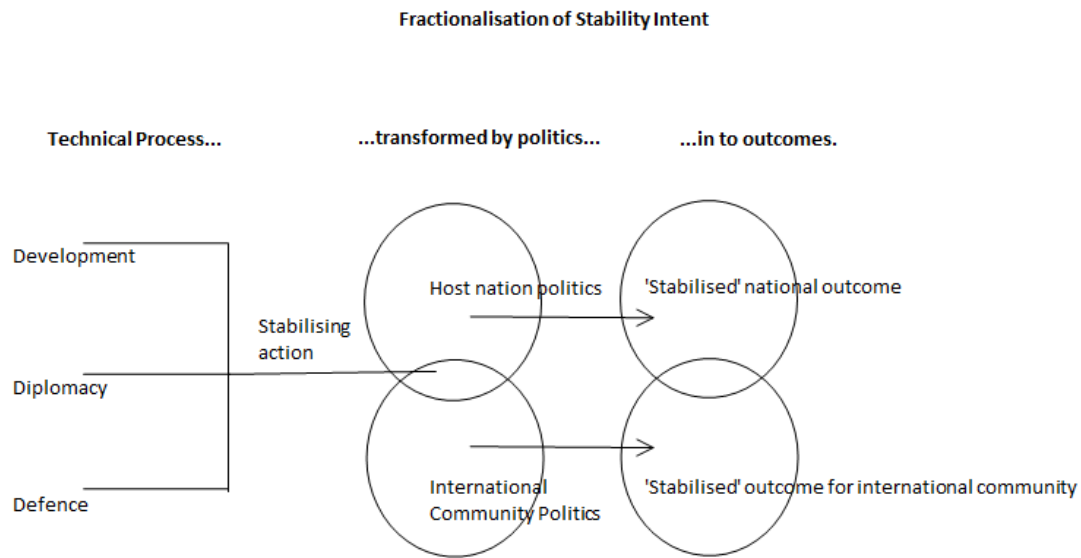 Fractionalisation of Stability Intent
Technical Process...
...transformed by politics...
...in to outcomes.
Development
Diplomacy
Defence
Stabilising
action
Host nation politics
International
Community Politics
'Stabilised' national outcome
'Stabilised' outcome for international community